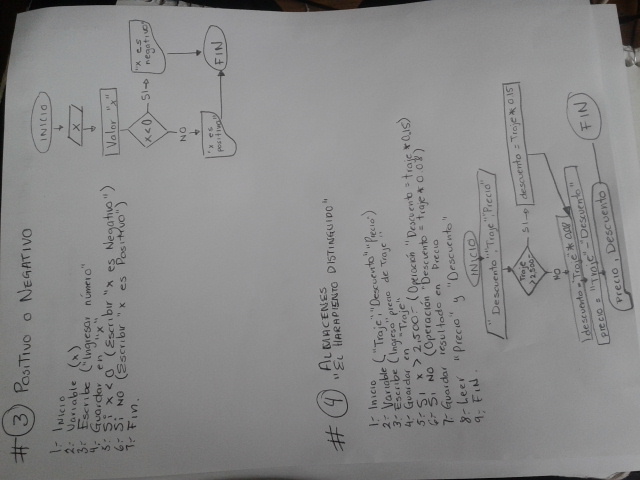 # 3 POSITIVO O NEGATIVO
1- INICIO
2- Variable (x)
3- Escribe ("Ingresar número"
4- Guardar en "x"
5- Si x < 0 (Escribir "x es Negativo")
6- Si NO (Escribir "x es Positivo")
7- Fin.
INICIO
X
Valor "x"
x<0
SI
"x es negativo"
NO
"x es positivo"
FIN
# 4 ALMACENES
"EL HARAPIENTO DISTINGUIDO"
1- Inicio
2- Variable ("Traje", "Descuento" "Precio")
3- Escribe (Ingresa precio de Traje"
4- Guardar en "Traje"
5- Si x > 2,500.- (Operación "Descuento = traje * 0.15)
6- Si NO (Operación "Descuento = traje * 0.08)
7- Guardar resultado en Precio
8- Leer "Precio" y "Descuento"
9- FIN.
INICIO
"Descuento", "Traje", "Precio"
Traje >2,500.-
SI
descuento = Traje * 0.15
NO
descuento = Traje * 0.08
precio = "Traje - Descuento"
Precio, Descuento
FIN